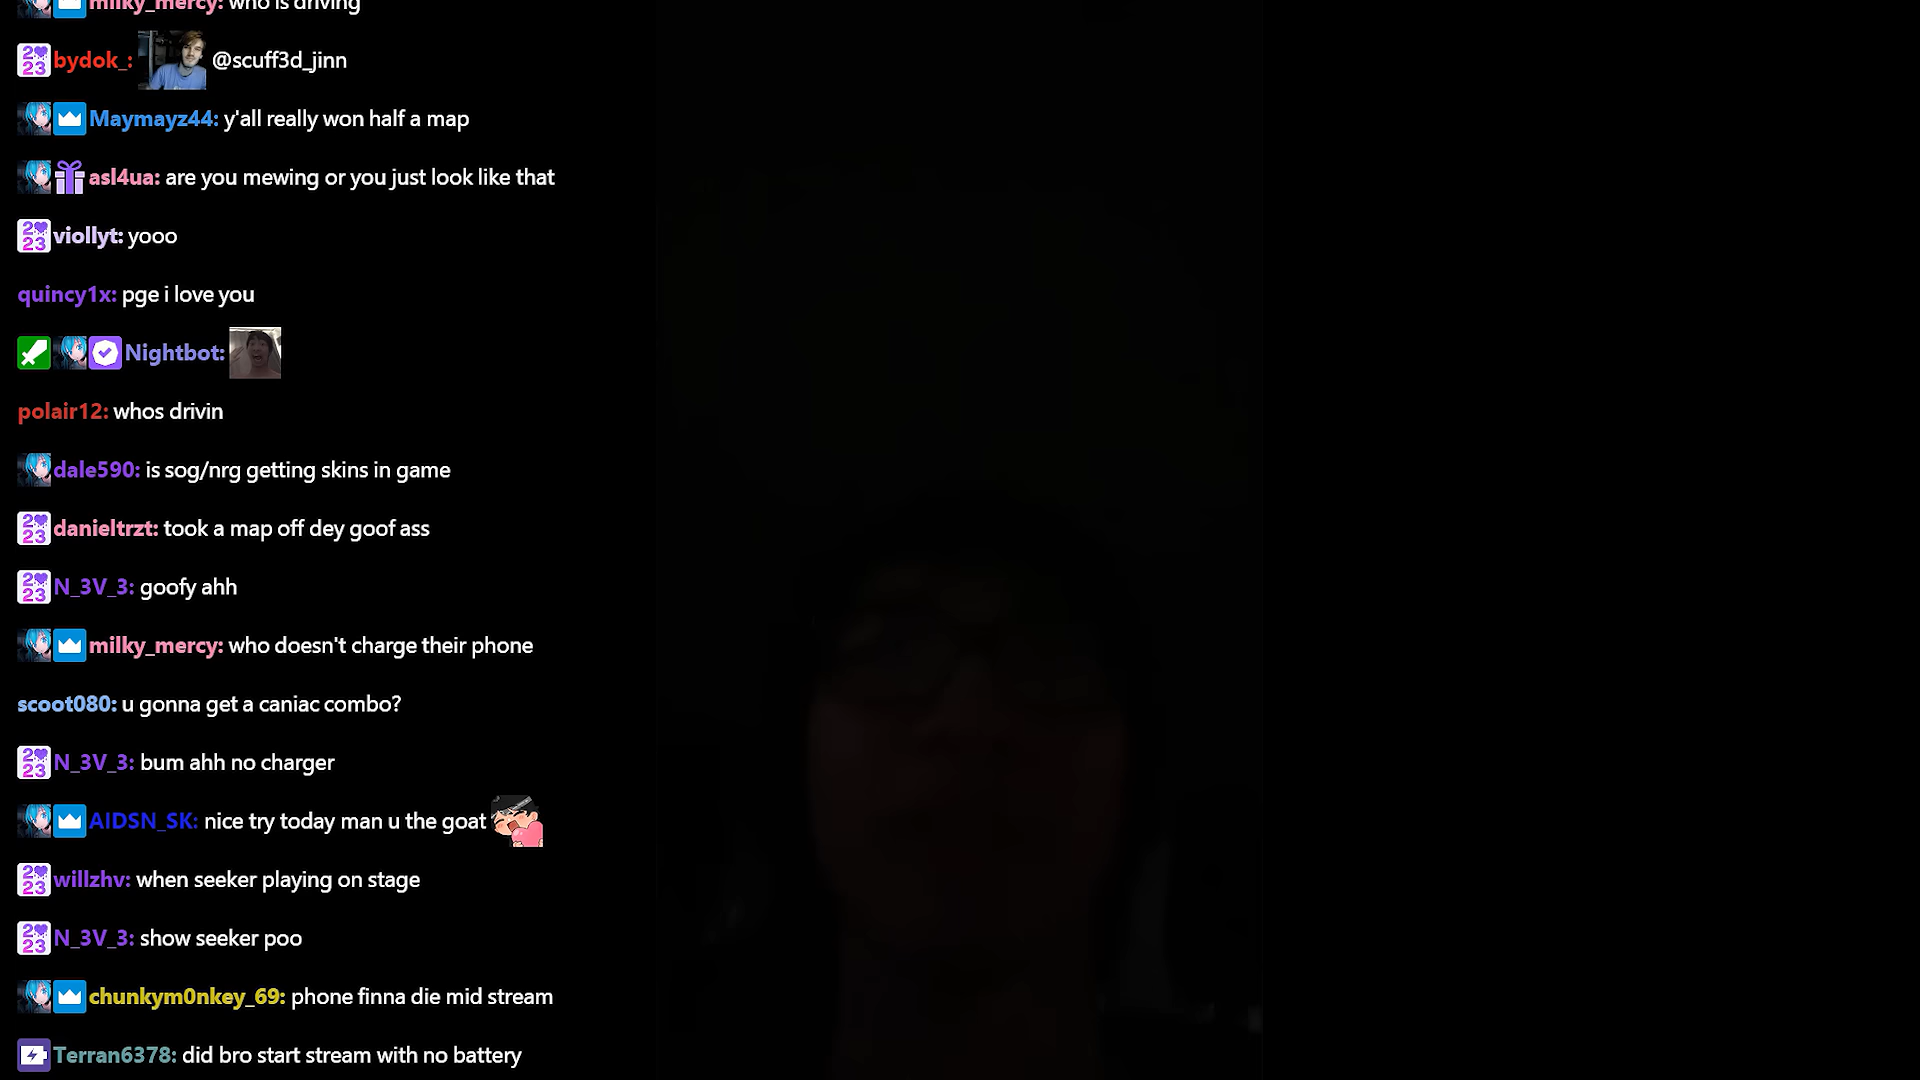 milky_mercy: who is driving
bydok_: @scuff3d_jinn
Maymayz44: y'all really won half a map
asl4ua: are you mewing or you just look like that
viollyt: yooo
quincy1x: pge i love you
Nightbot:
polair12: whos drivin
dale590: is sog/nrg getting skins in game
danieltrzt: took a map off dey goof ass
N_3V_3: goofy ahh
milky_mercy: who doesn't charge their phone
scoot080: u gonna get a caniac combo?
N_3V_3: bum ahh no charger
AIDSN_SK: nice try today man u the goat
willzhv: when seeker playing on stage
N_3V_3: show seeker poo
chunkym0nkey_69: phone finna die mid stream
Terran6378: did bro start stream with no battery